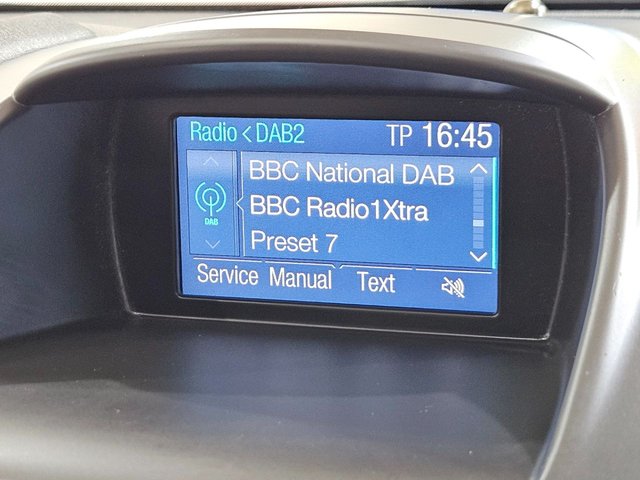 Radio < DAB2 TP 16:45
BBC National DAB
DAB
BBC Radio1Xtra
Preset 7
Service Manual Text